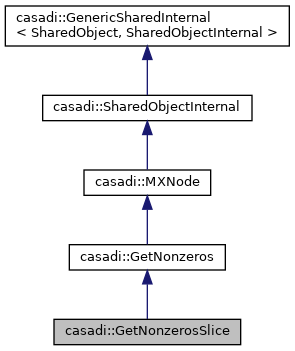 casadi::GenericSharedInternal
< SharedObject, SharedObjectInternal >
casadi::SharedObjectInternal
casadi::MXNode
casadi::GetNonzeros
casadi::GetNonzerosSlice